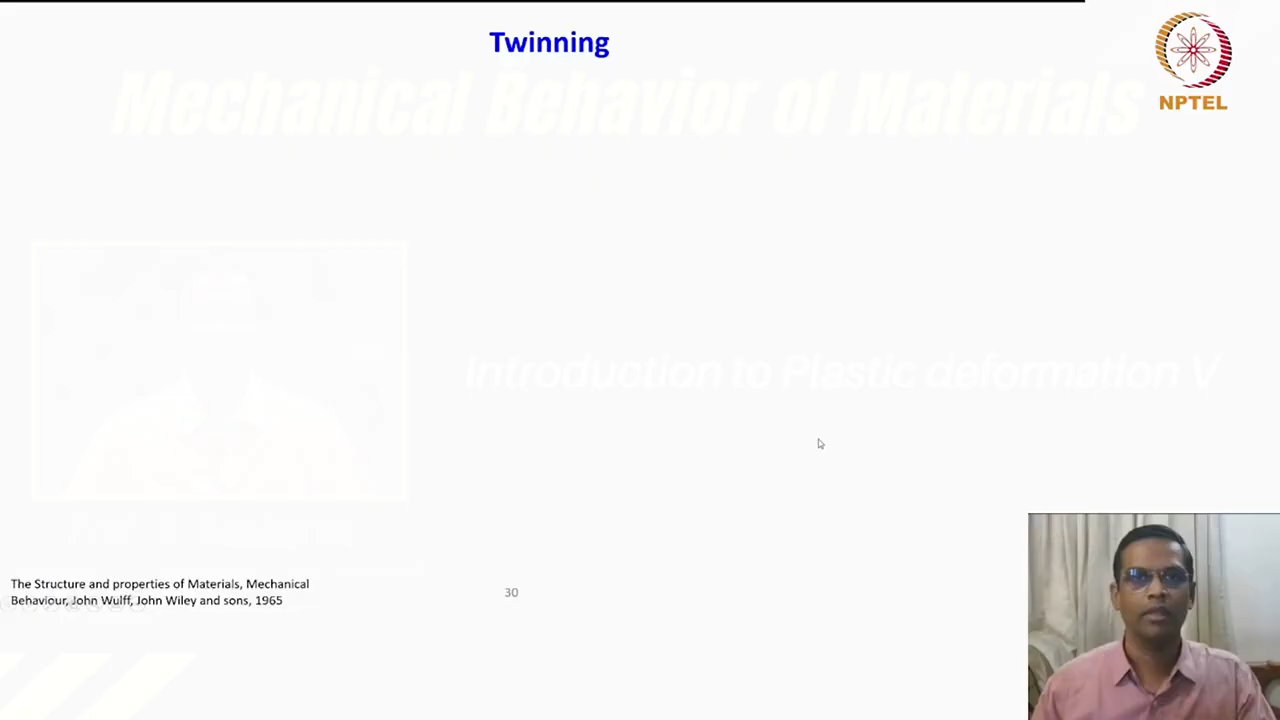 Twinning
NPTEL
Mechanical Behavior of Materials
Introduction to Plastic deformation V
The Structure and properties of Materials, Mechanical
Behaviour, John Wulff, John Wiley and sons, 1965
30